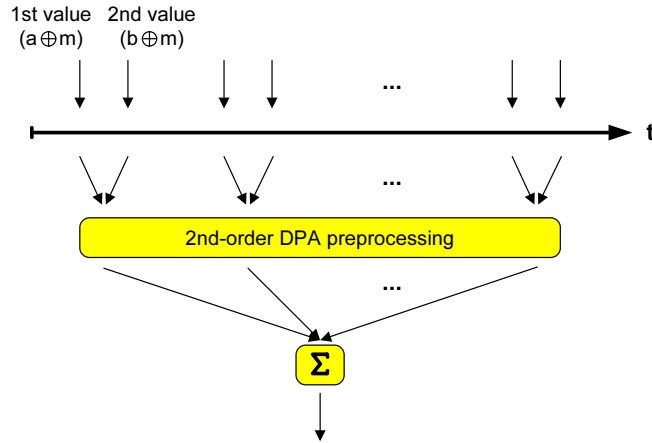 1st value 2nd value
(a⊕m) (b⊕m)
...
t
...
2nd-order DPA preprocessing
...
Σ